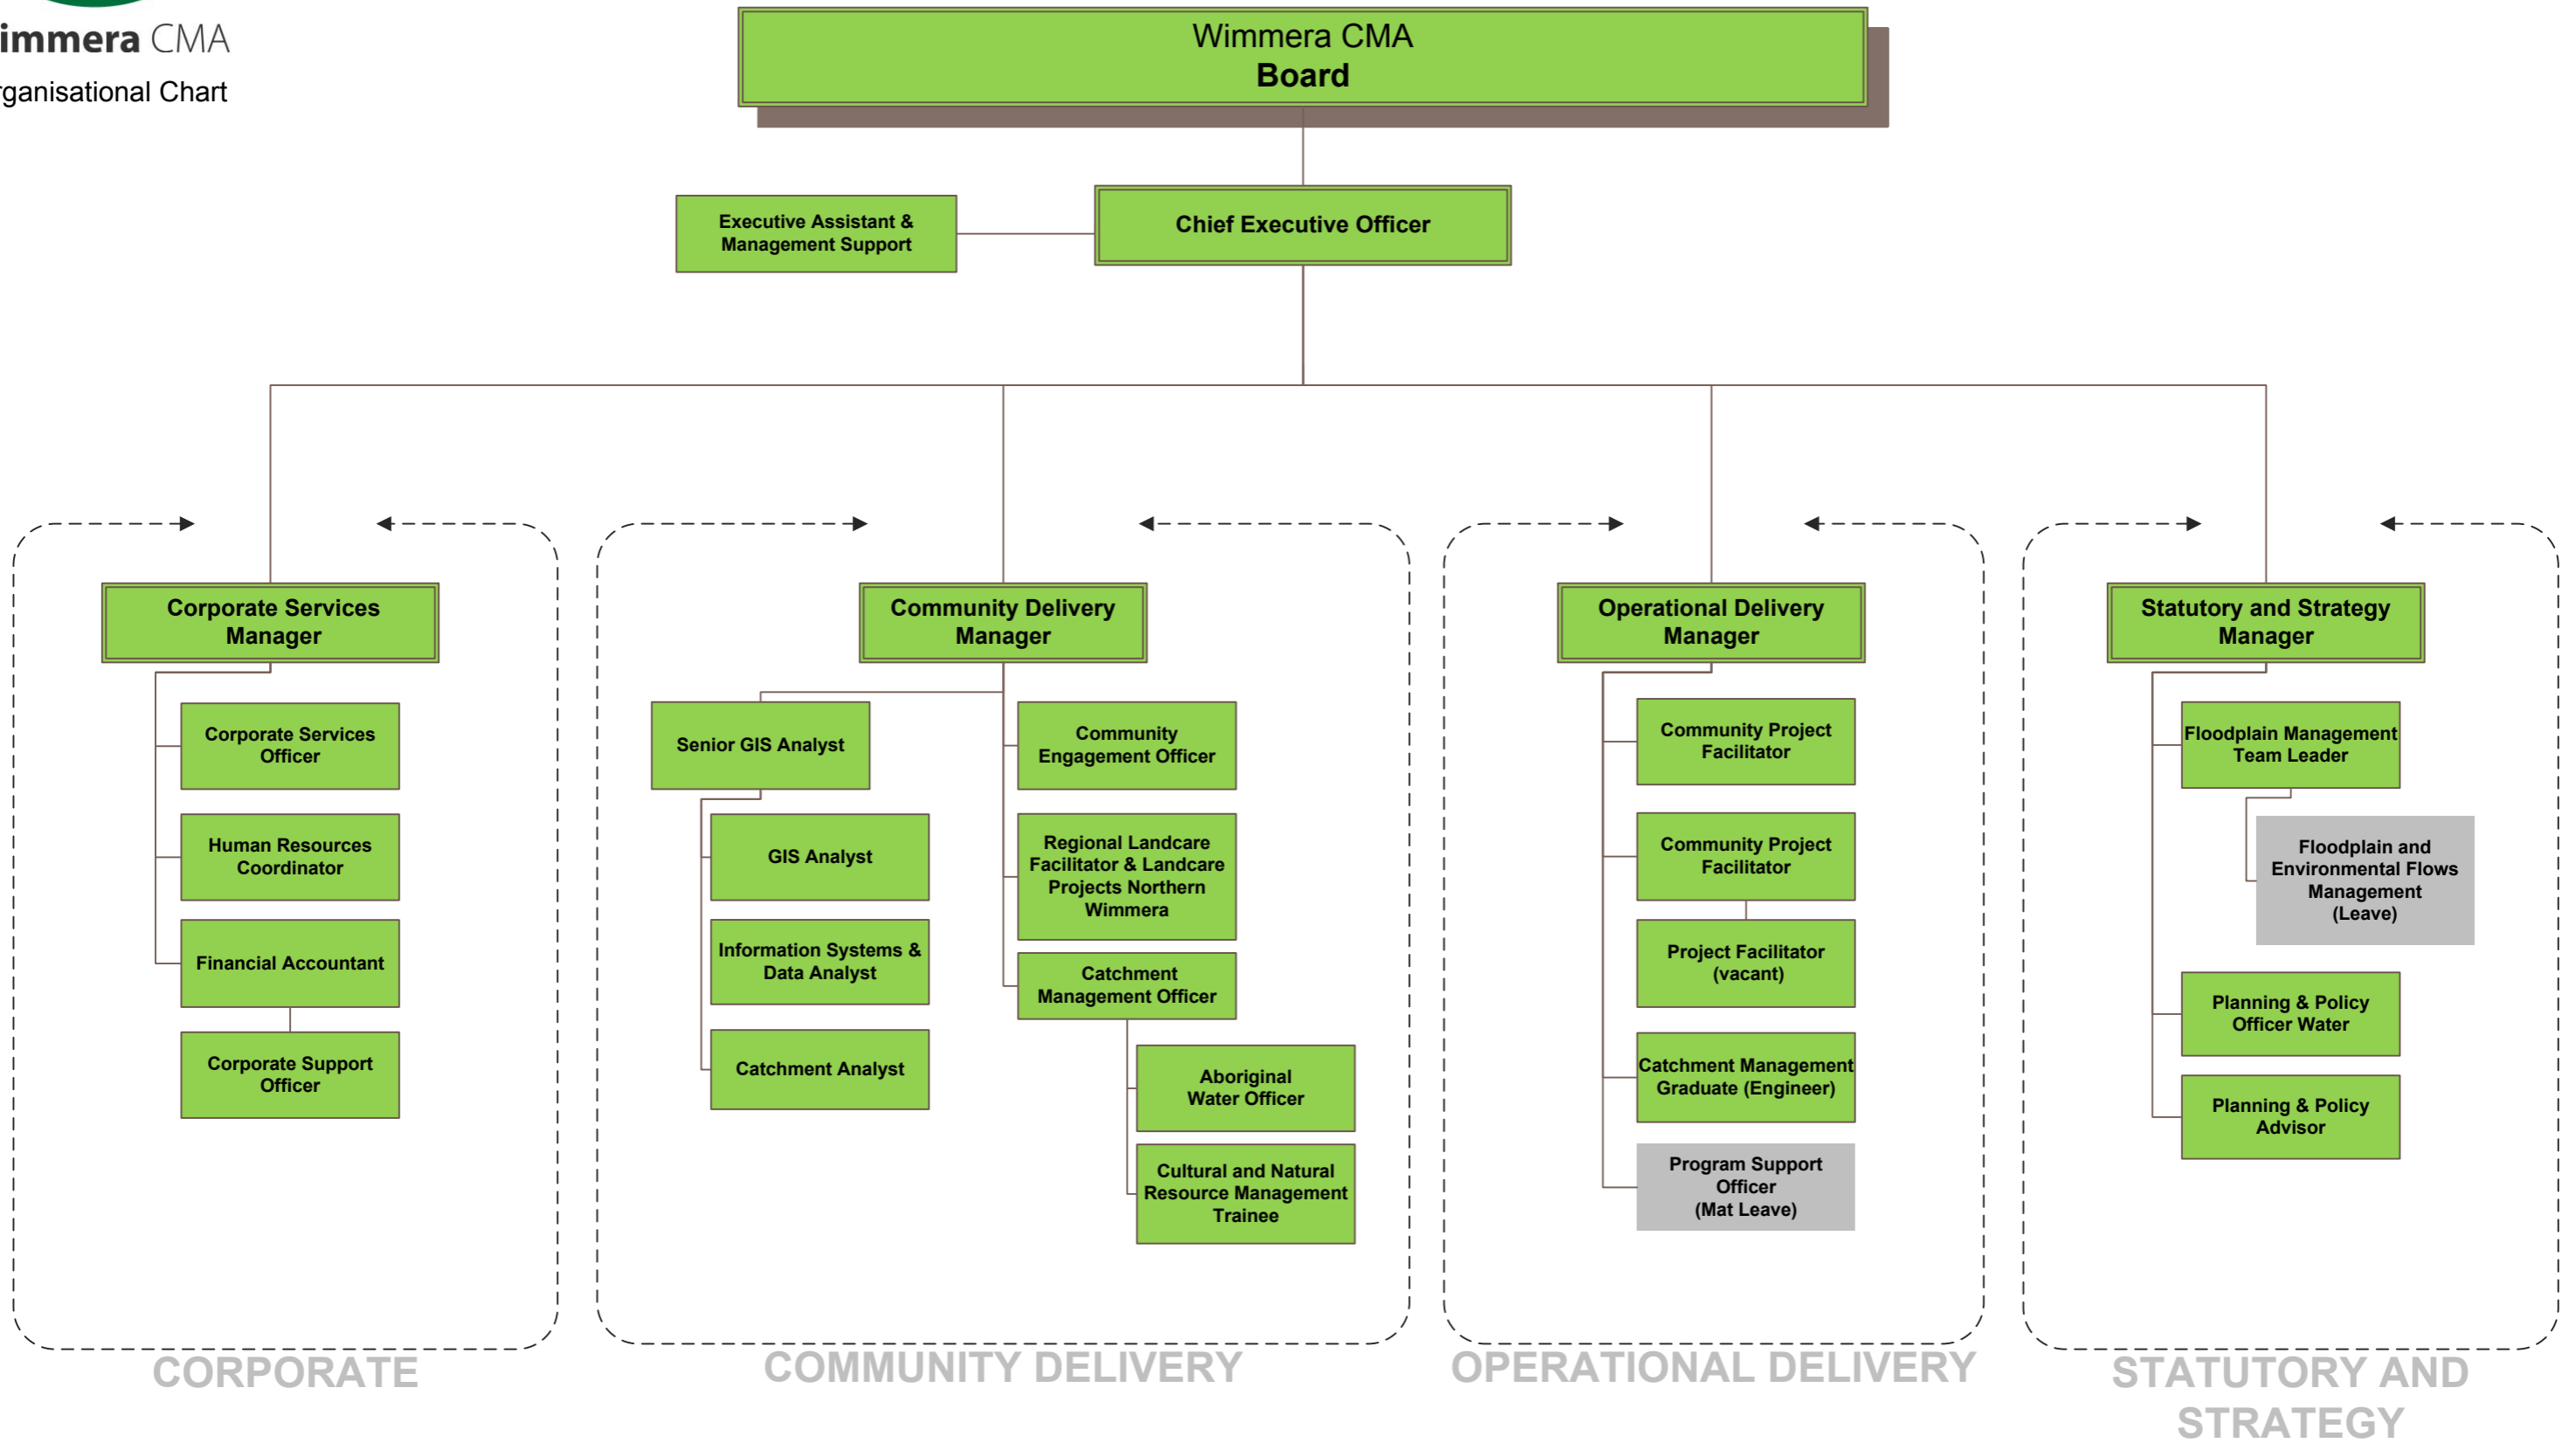 immera CMA
rganisational Chart
Wimmera CMA
Board
Executive Assistant &
Management Support
Chief Executive Officer
Corporate Services
Manager
Corporate Services
Officer
Human Resources
Coordinator
Financial Accountant
Corporate Support
Officer
CORPORATE
Community Delivery
Manager
Senior GIS Analyst
GIS Analyst
Information Systems &
Data Analyst
Catchment Analyst
Community
Engagement Officer
Regional Landcare
Facilitator & Landcare
Projects Northern
Wimmera
Catchment
Management Officer
Aboriginal
Water Officer
Cultural and Natural
Resource Management
Trainee
COMMUNITY DELIVERY
Operational Delivery
Manager
Community Project
Facilitator
Community Project
Facilitator
Project Facilitator
(vacant)
Catchment Management
Graduate (Engineer)
Program Support
Officer
(Mat Leave)
OPERATIONAL DELIVERY
Statutory and Strategy
Manager
Floodplain Management
Team Leader
Floodplain and
Environmental Flows
Management
(Leave)
Planning & Policy
Officer Water
Planning & Policy
Advisor
STATUTORY AND
STRATEGY